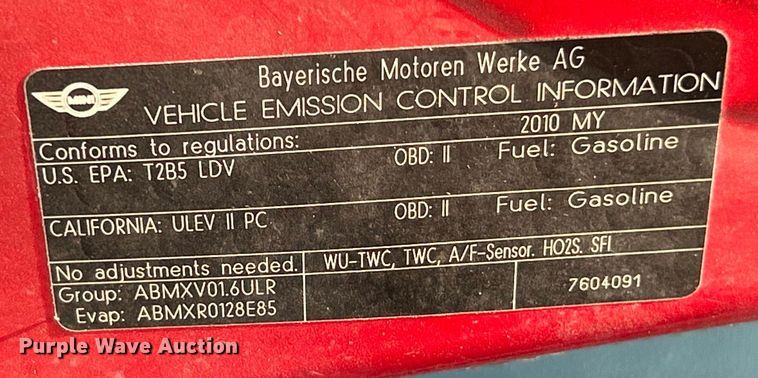 MINI
Bayerische Motoren Werke AG
VEHICLE EMISSION CONTROL INFORMATION
Conforms to regulations: 2010 MY
U.S. EPA: T2B5 LDV OBD: II Fuel: Gasoline
CALIFORNIA: ULEV II PC OBD: II Fuel: Gasoline
No adjustments needed. WU-TWC, TWC, A/F-Sensor. HO2S. SFI
Group: ABMXV01.6ULR
Evap: ABMXR0128E85 7604091
Purple Wave Auction